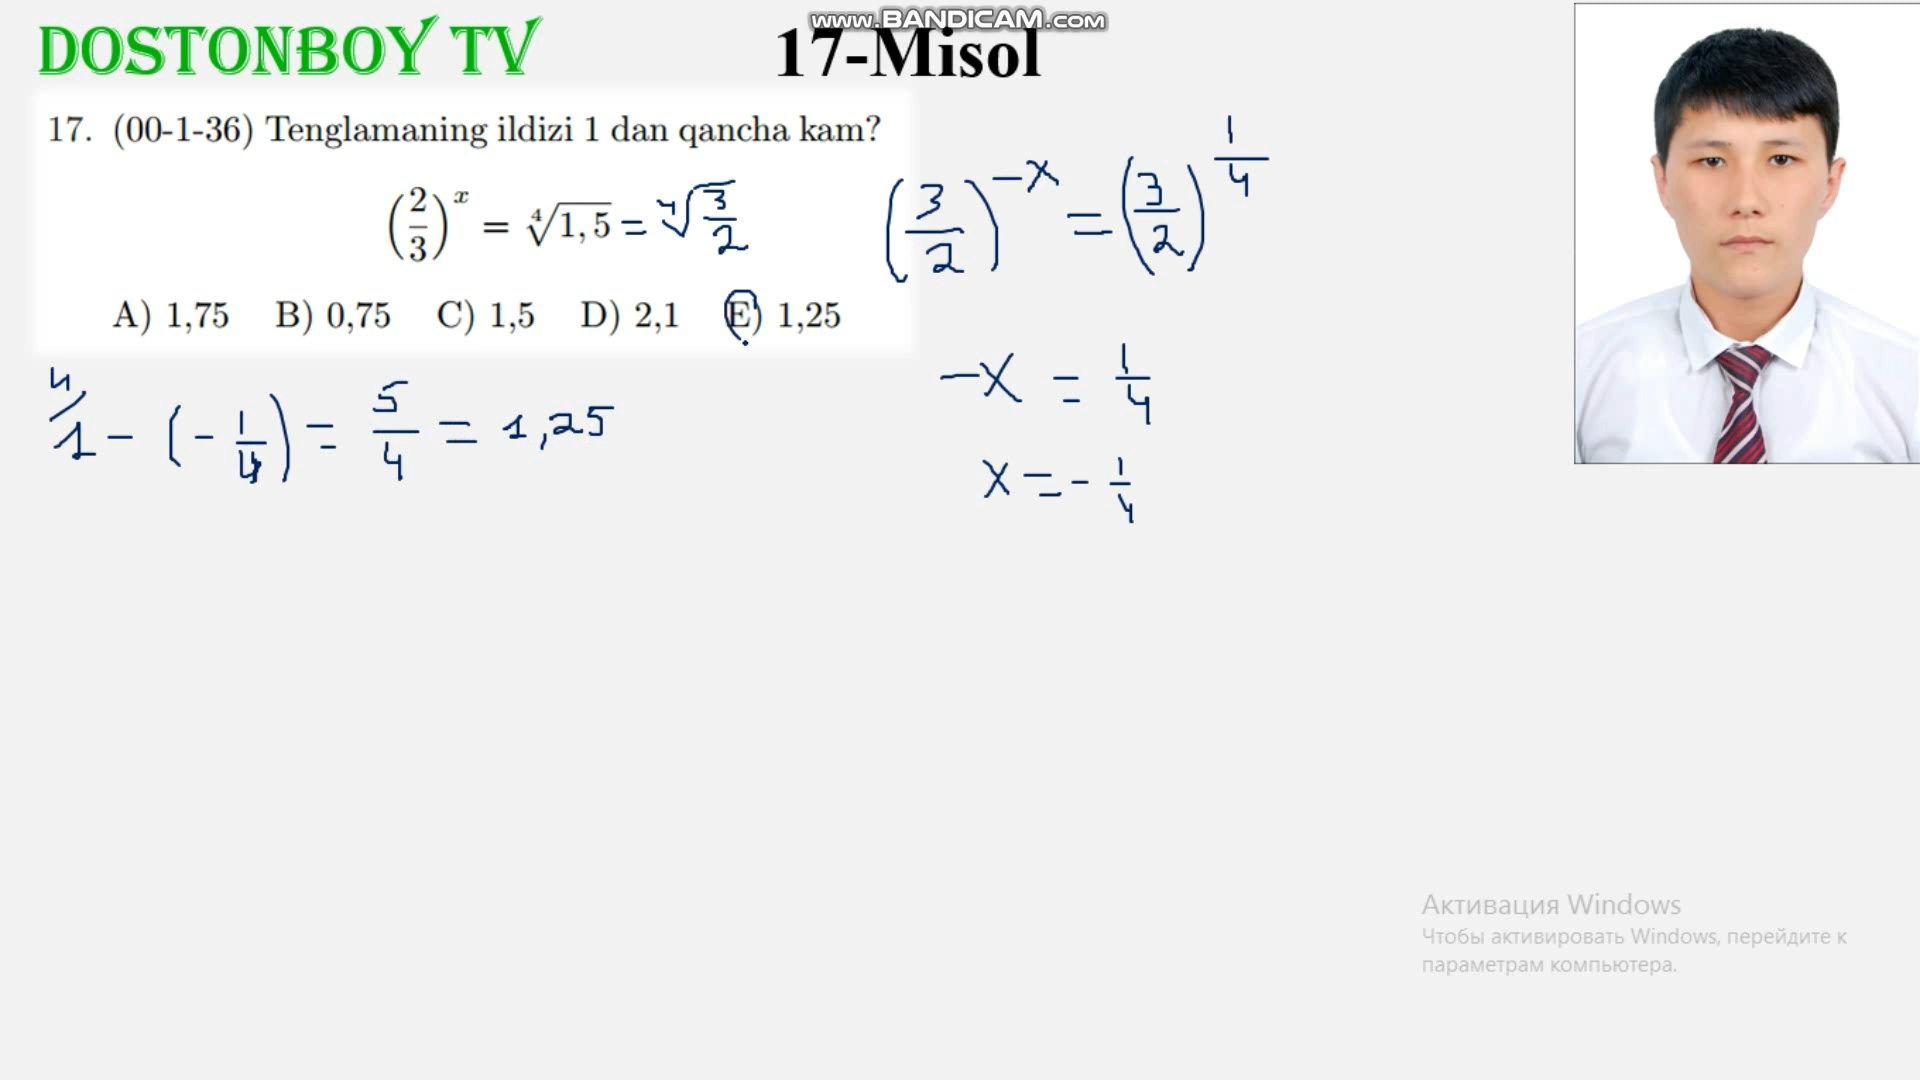 www.BANDICAM.com
DOSTONBOY TV
17-Misol
17. (00-1-36) Tenglamaning ildizi 1 dan qancha kam?
(2/3)^x = ∜1,5 = ∜(3/2)
A) 1,75 B) 0,75 C) 1,5 D) 2,1 E) 1,25
4/ 1 - (- 1/4) = 5/4 = 1,25
(3/2)^-x = (3/2)^1/4
-x = 1/4
x = - 1/4
Активация Windows
Чтобы активировать Windows, перейдите к
параметрам компьютера.